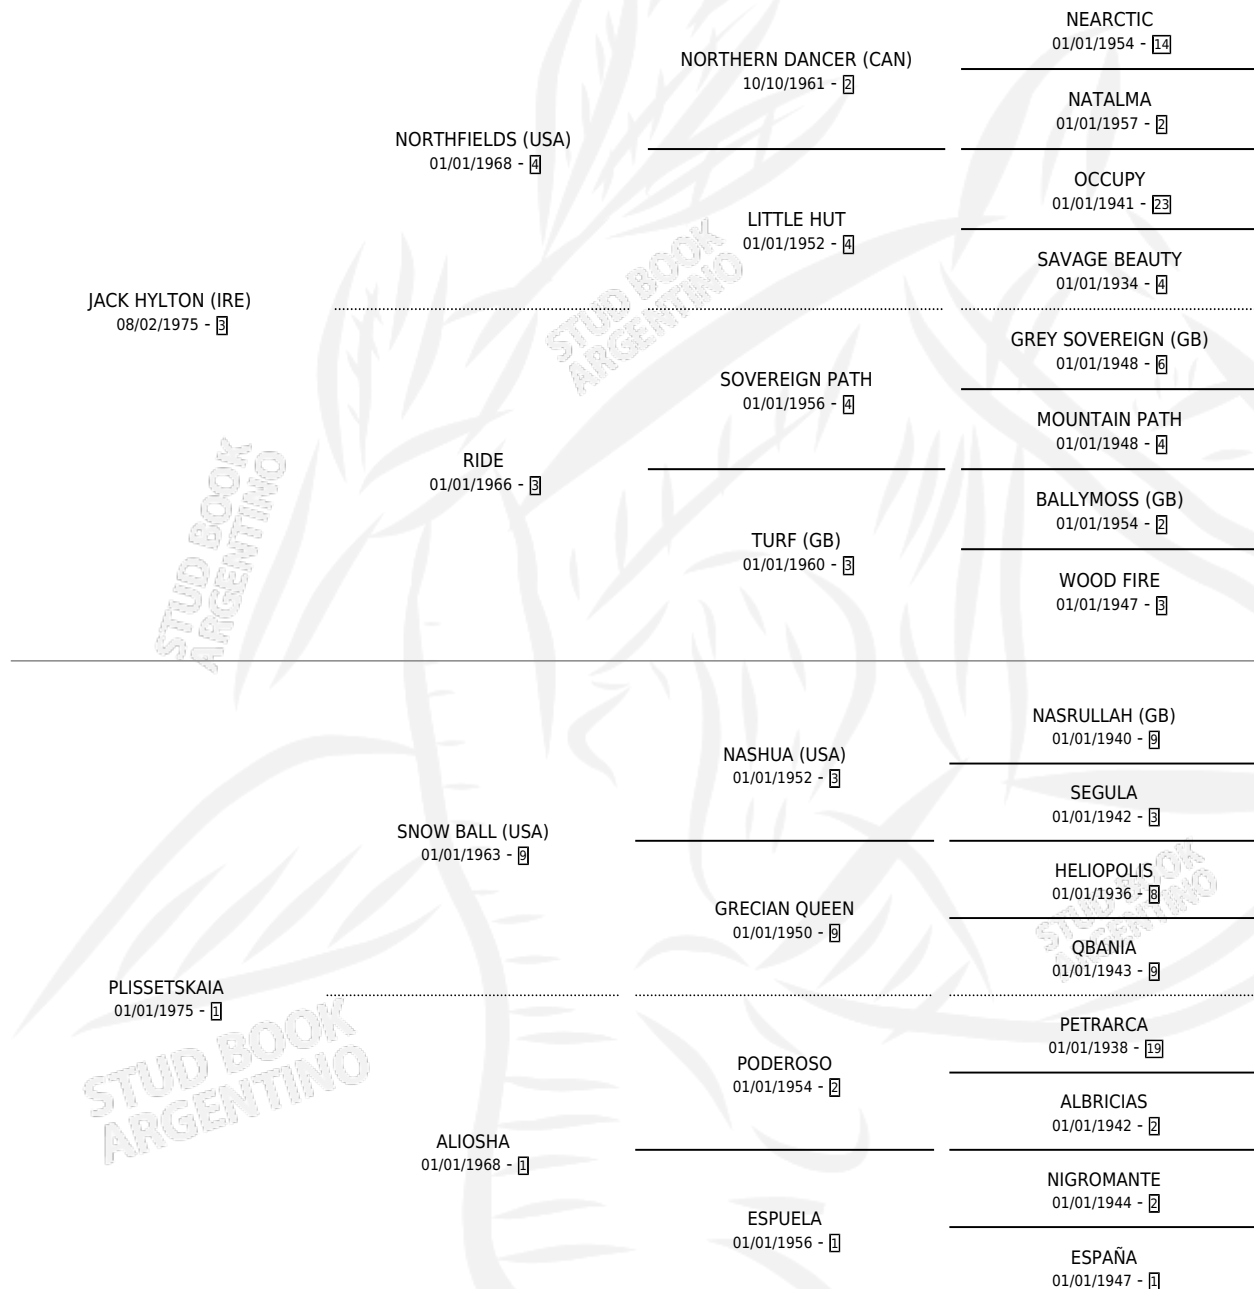 NEARCTIC
01/01/1954 - 14
NORTHERN DANCER (CAN)
10/10/1961 - 2
NATALMA
01/01/1957 - 2
NORTHFIELDS (USA)
01/01/1968 - 4
OCCUPY
01/01/1941 - 23
LITTLE HUT
01/01/1952 - 4
SAVAGE BEAUTY
01/01/1934 - 4
JACK HYLTON (IRE)
08/02/1975 - 3
GREY SOVEREIGN (GB)
01/01/1948 - 6
SOVEREIGN PATH
01/01/1956 - 4
MOUNTAIN PATH
01/01/1948 - 4
RIDE
01/01/1966 - 3
BALLYMOSS (GB)
01/01/1954 - 2
TURF (GB)
01/01/1960 - 3
WOOD FIRE
01/01/1947 - 3
NASRULLAH (GB)
01/01/1940 - 9
NASHUA (USA)
01/01/1952 - 3
SEGULA
01/01/1942 - 3
SNOW BALL (USA)
01/01/1963 - 9
HELIOPOLIS
01/01/1936 - 8
GRECIAN QUEEN
01/01/1950 - 9
QBANIA
01/01/1943 - 9
PLISSETSKAIA
01/01/1975 - 1
PETRARCA
01/01/1938 - 19
PODEROSO
01/01/1954 - 2
ALBRICIAS
01/01/1942 - 2
ALIOSHA
01/01/1968 - 1
NIGROMANTE
01/01/1944 - 2
ESPUELA
01/01/1956 - 1
ESPAÑA
01/01/1947 - 1
STUD BOOK
ARGENTINO
STUD BOOK
ARGENTINO
STUD BOOK
ARGENTINO
STUD BOOK
ARGENTINO